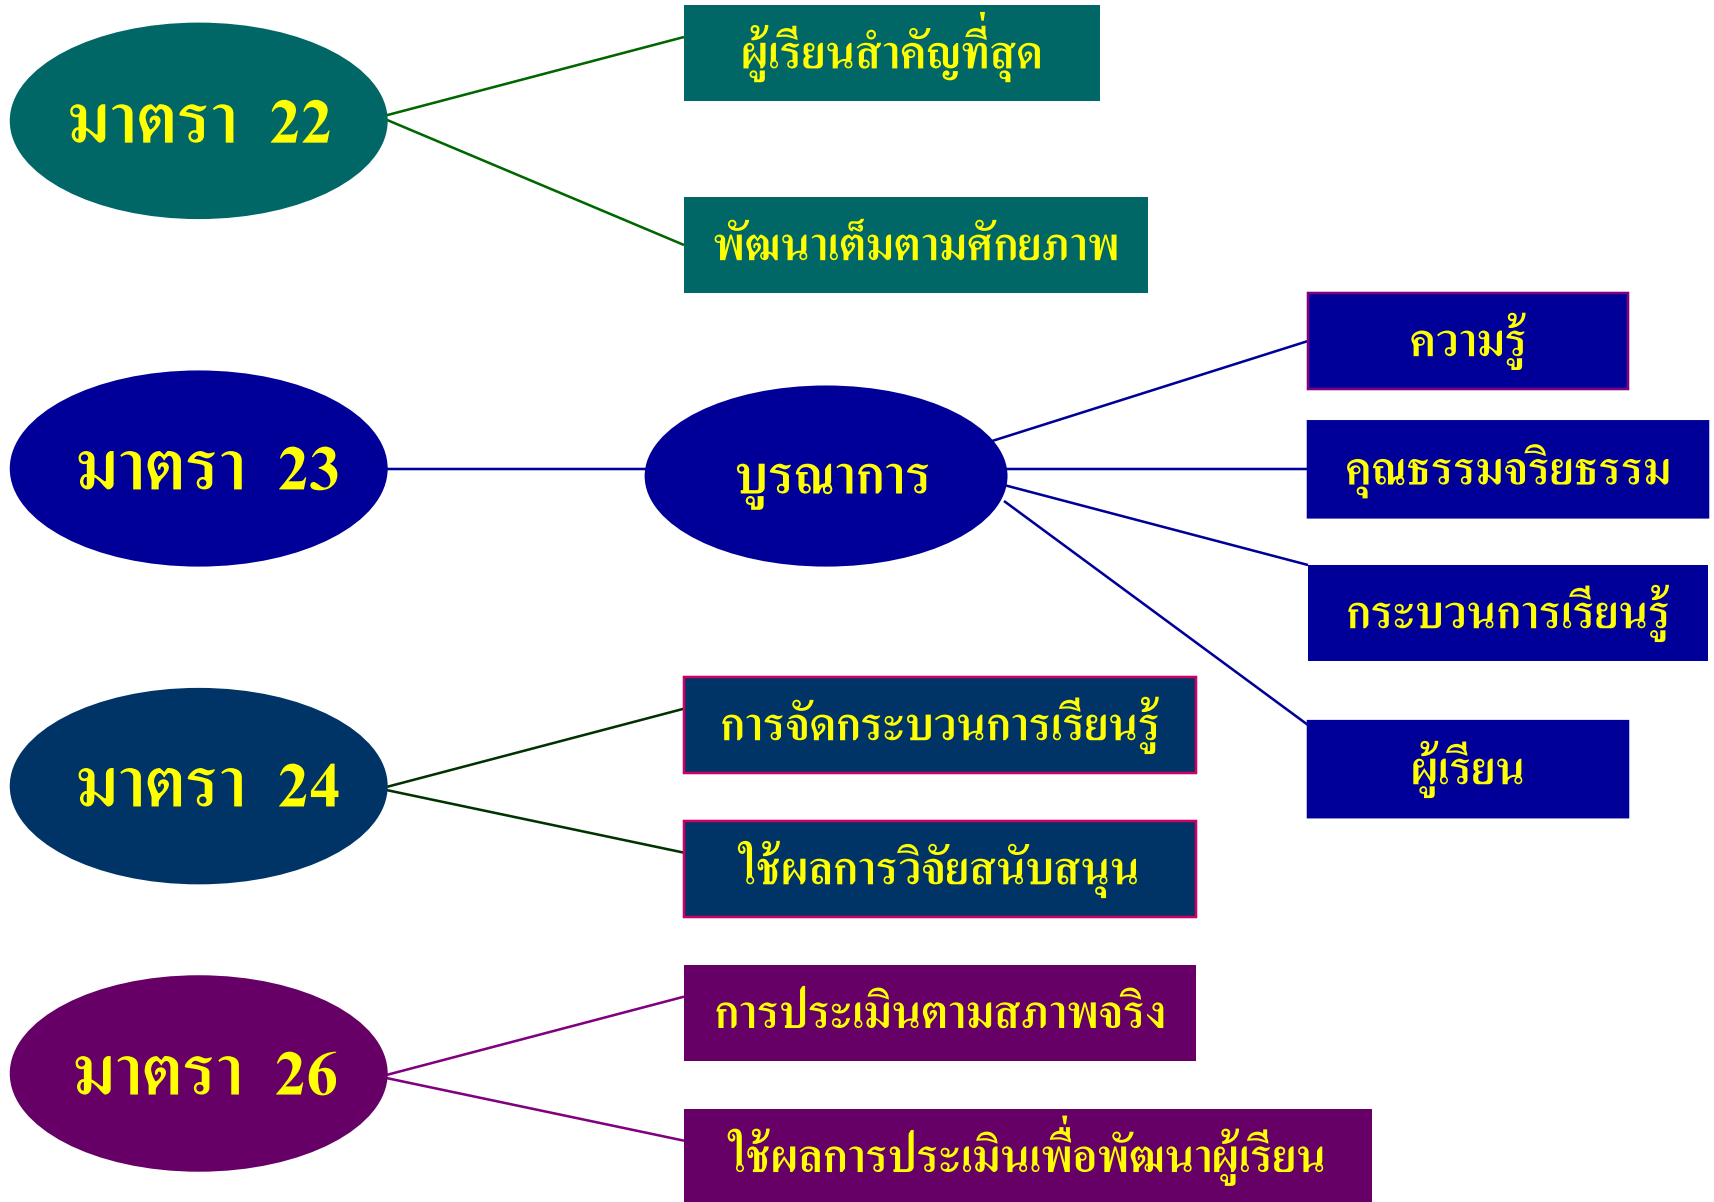 มาตรา 22
ผู้เรียนสำคัญที่สุด
พัฒนาเต็มตามศักยภาพ
มาตรา 23
บูรณาการ
ความรู้
คุณธรรมจริยธรรม
กระบวนการเรียนรู้
ผู้เรียน
มาตรา 24
การจัดกระบวนการเรียนรู้
ใช้ผลการวิจัยสนับสนุน
มาตรา 26
การประเมินตามสภาพจริง
ใช้ผลการประเมินเพื่อพัฒนาผู้เรียน